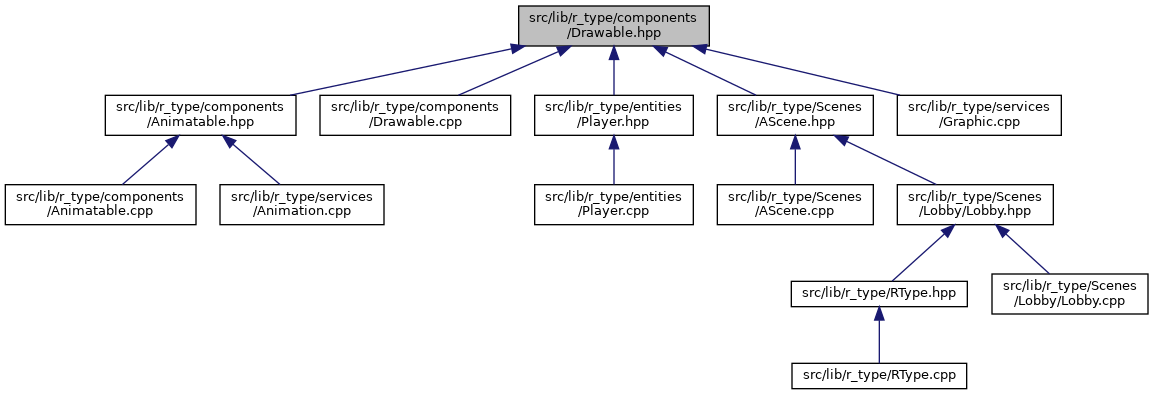 src/lib/r_type/components
/Drawable.hpp
src/lib/r_type/components
/Animatable.hpp
src/lib/r_type/components
/Drawable.cpp
src/lib/r_type/entities
/Player.hpp
src/lib/r_type/Scenes
/AScene.hpp
src/lib/r_type/services
/Graphic.cpp
src/lib/r_type/components
/Animatable.cpp
src/lib/r_type/services
/Animation.cpp
src/lib/r_type/entities
/Player.cpp
src/lib/r_type/Scenes
/AScene.cpp
src/lib/r_type/Scenes
/Lobby/Lobby.hpp
src/lib/r_type/RType.hpp
src/lib/r_type/Scenes
/Lobby/Lobby.cpp
src/lib/r_type/RType.cpp